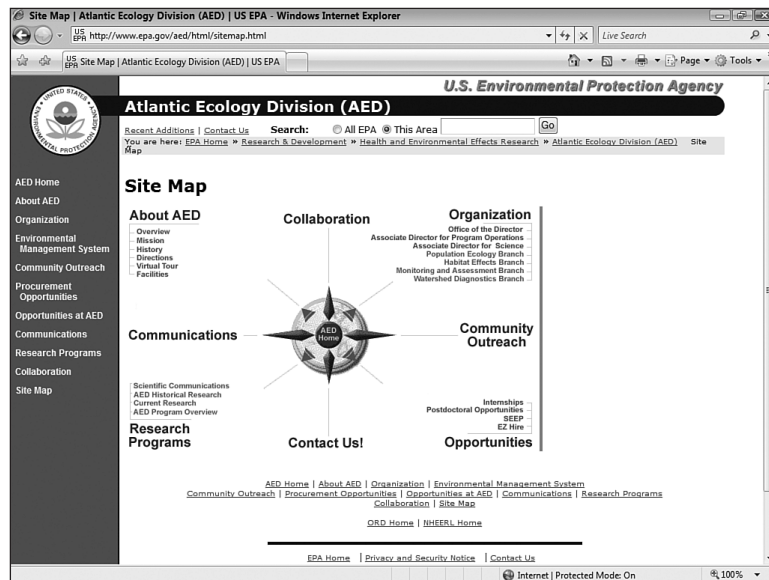 Site Map | Atlantic Ecology Division (AED) | US EPA - Windows Internet Explorer
US EPA http://www.epa.gov/aed/html/sitemap.html
Live Search
US EPA Site Map | Atlantic Ecology Division (AED) | US EPA
Page
Tools
UNITED STATES
ENVIRONMENTAL PROTECTION AGENCY
U.S. Environmental Protection Agency
Atlantic Ecology Division (AED)
Recent Additions | Contact Us Search: All EPA This Area Go
You are here: EPA Home » Research & Development » Health and Environmental Effects Research » Atlantic Ecology Division (AED) Site
Map
AED Home
About AED
Organization
Environmental
Management System
Community Outreach
Procurement
Opportunities
Opportunities at AED
Communications
Research Programs
Collaboration
Site Map
Site Map
About AED
Overview
Mission
History
Directions
Virtual Tour
Facilities
Collaboration
Organization
Office of the Director
Associate Director for Program Operations
Associate Director for Science
Population Ecology Branch
Habitat Effects Branch
Monitoring and Assessment Branch
Watershed Diagnostics Branch
Communications
AED
Home
Community
Outreach
Scientific Communications
AED Historical Research
Current Research
AED Program Overview
Research
Programs
Contact Us!
Internships
Postdoctoral Opportunities
SEEP
EZ Hire
Opportunities
AED Home | About AED | Organization | Environmental Management System
Community Outreach | Procurement Opportunities | Opportunities at AED | Communications | Research Programs
Collaboration | Site Map
ORD Home | NHEERL Home
EPA Home | Privacy and Security Notice | Contact Us
Internet | Protected Mode: On
100%